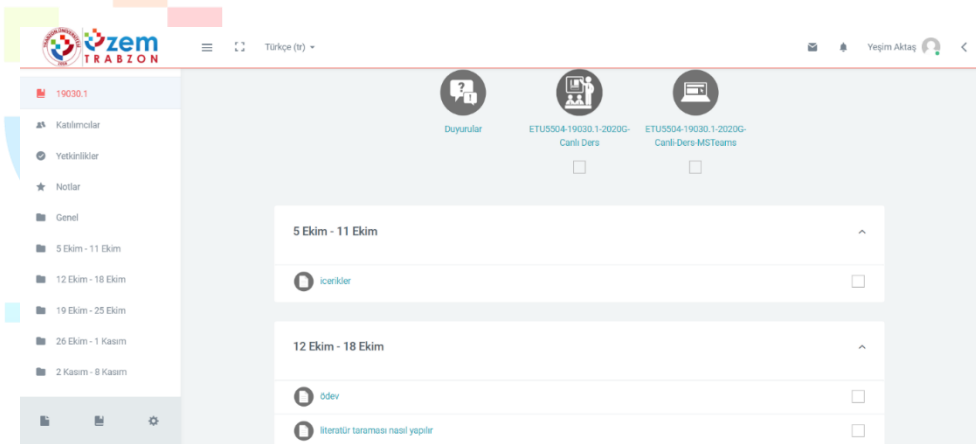 özem
TRABZON
Türkçe (tr)
Yeşim Aktaş
19030.1
Katılımcılar
Yetkinlikler
Notlar
Genel
5 Ekim - 11 Ekim
12 Ekim - 18 Ekim
19 Ekim - 25 Ekim
26 Ekim - 1 Kasım
2 Kasım - 8 Kasım
Duyurular
ETU5504-19030.1-2020G-
Canlı Ders
ETU5504-19030.1-2020G-
Canli-Ders-MSTeams
5 Ekim - 11 Ekim
icerikler
12 Ekim - 18 Ekim
ödev
literatür taraması nasıl yapılır